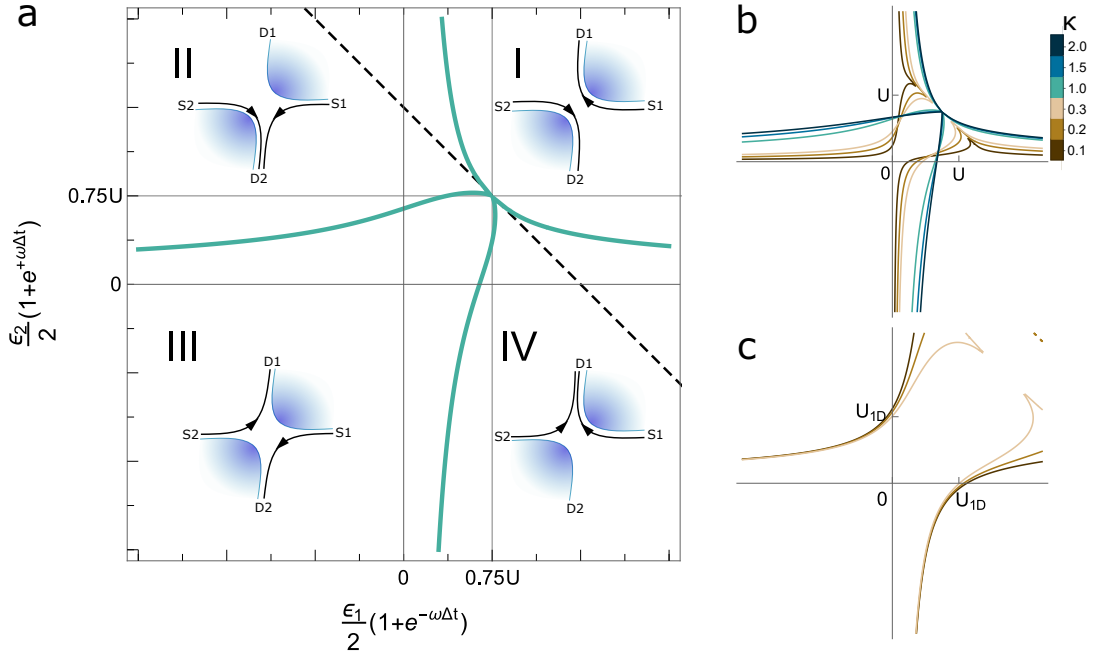 a
II
D1
S2
S1
D2
I
D1
S2
S1
D2
III
D1
S2
S1
D2
IV
D1
S2
S1
D2
0.75U
0
0
0.75U
ϵ₂/2 (1+e^{+ωΔt})
ϵ₁/2 (1+e^{-ωΔt})
b
U
0
U
κ
2.0
1.5
1.0
0.3
0.2
0.1
c
U₁D
0
U₁D